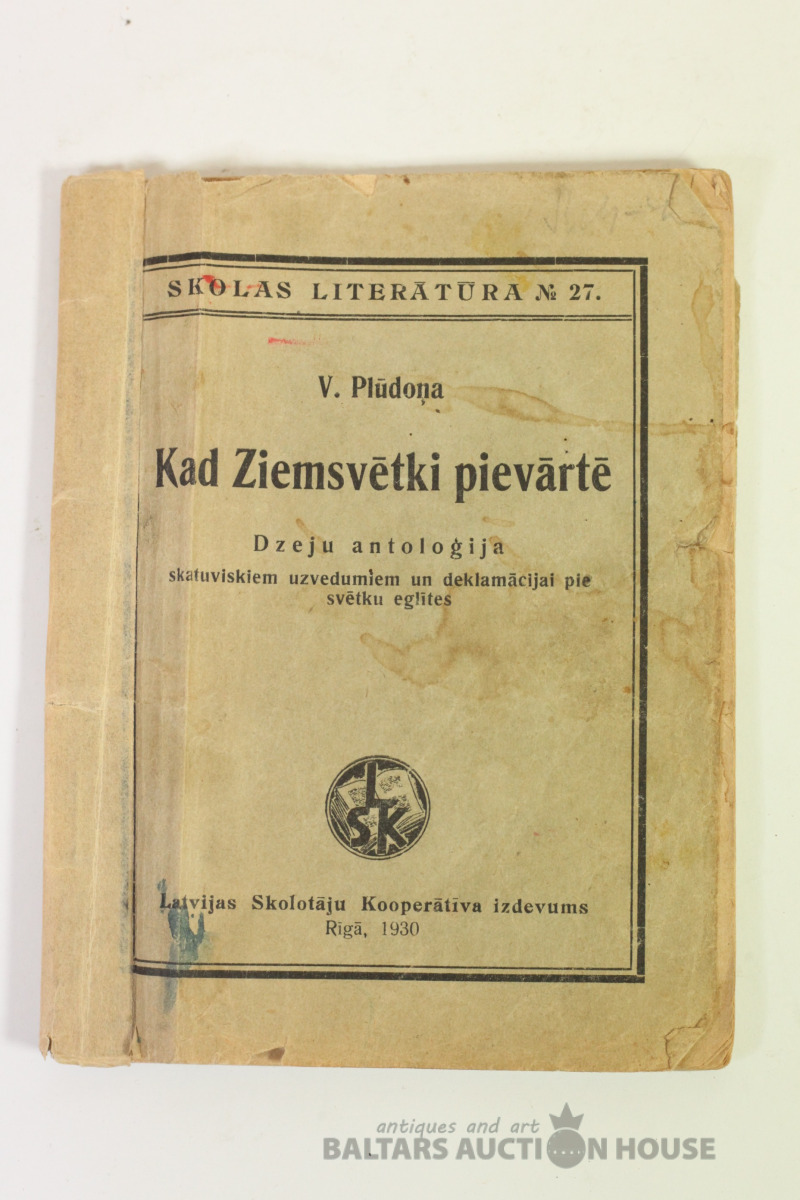 SKOLAS LITERĀTŪRA № 27.
V. Plūdoņa
Kad Ziemsvētki pievārtē
Dzeju antoloģija
skatuviskiem uzvedumiem un deklamācijai pie
svētku eglītes
LSK
Latvijas Skolotāju Kooperātīva izdevums
Rīgā, 1930
antiques and art
BALTARS AUCTION HOUSE